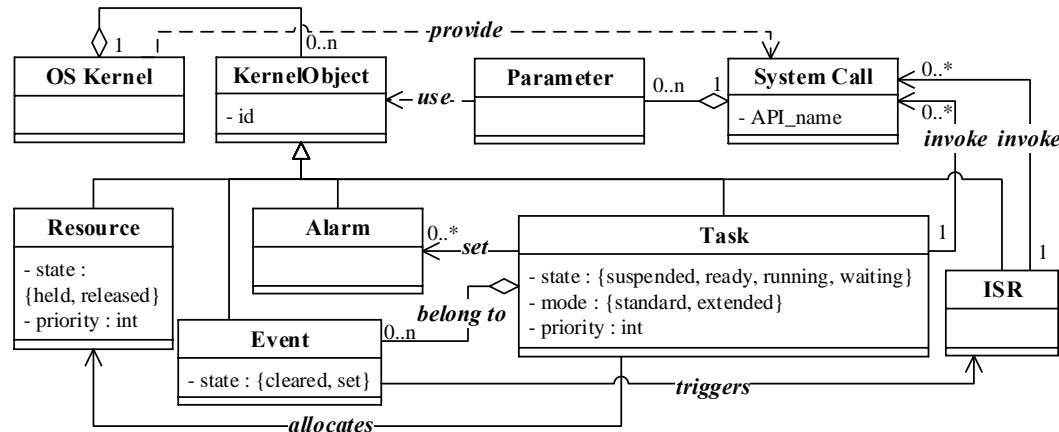 provide
1
0..n
OS Kernel
KernelObject
- id
use
Parameter
0..n
1
System Call
- API_name
0..*
0..*
invoke
invoke
Resource
- state :
{held, released}
- priority : int
Alarm
0..*
set
Task
- state : {suspended, ready, running, waiting}
- mode : {standard, extended}
- priority : int
1
1
ISR
belong to
0..n
Event
- state : {cleared, set}
triggers
allocates